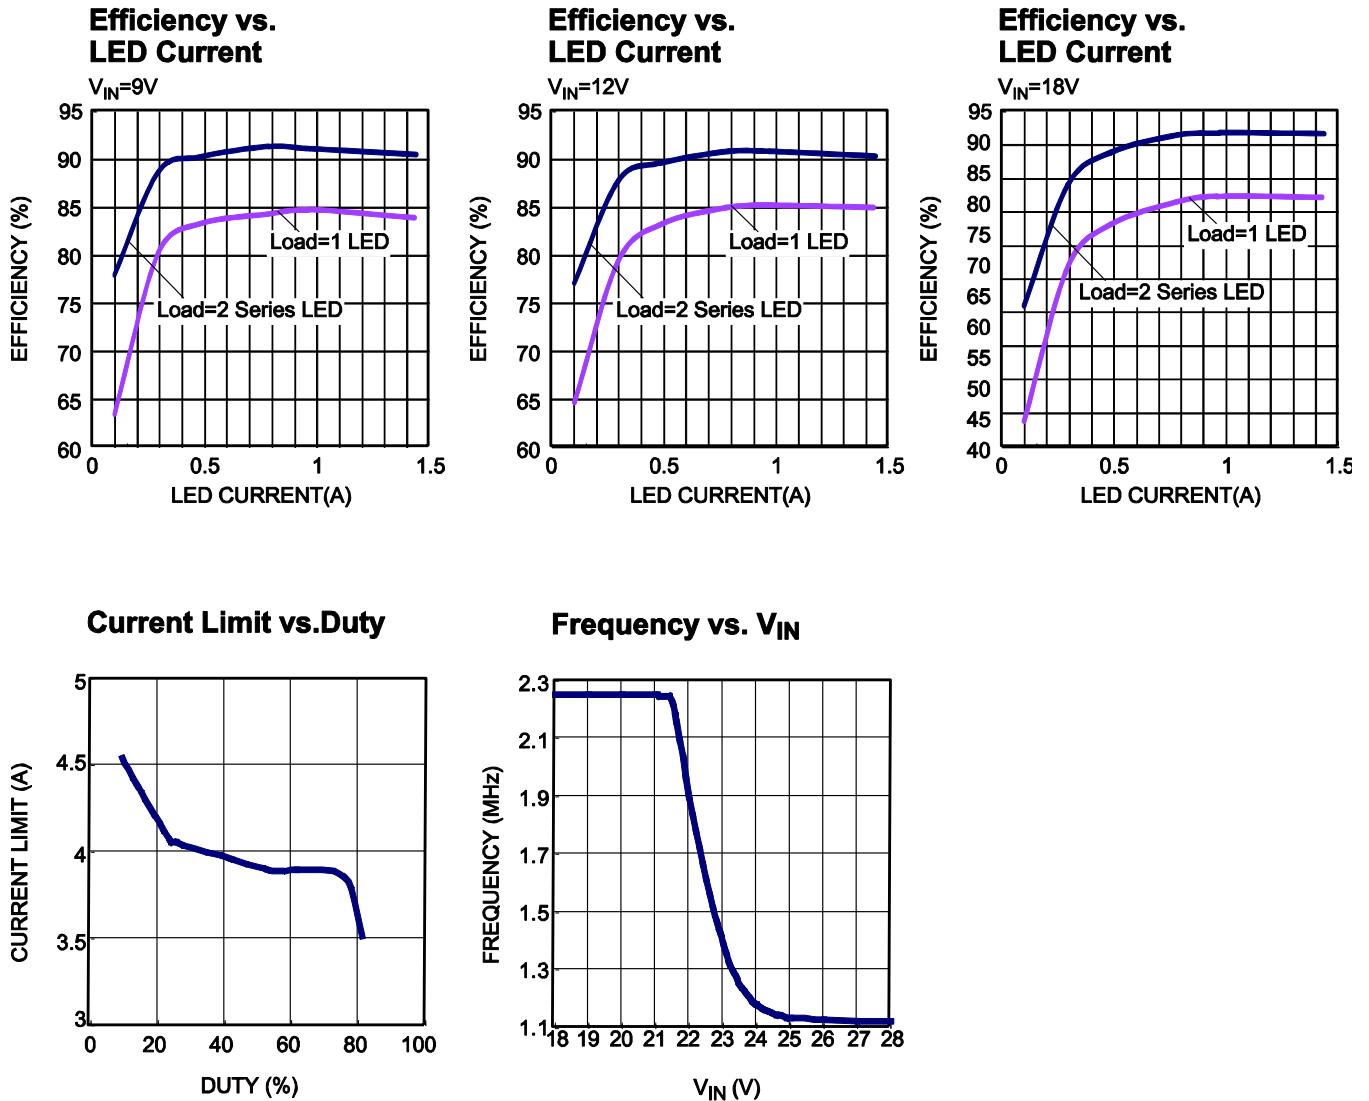 Efficiency vs.
LED Current
VIN=9V
95
90
85
80
75
70
65
60
0 0.5 1 1.5
EFFICIENCY (%)
LED CURRENT(A)
Load=1 LED
Load=2 Series LED
Efficiency vs.
LED Current
VIN=12V
95
90
85
80
75
70
65
60
0 0.5 1 1.5
EFFICIENCY (%)
LED CURRENT(A)
Load=1 LED
Load=2 Series LED
Efficiency vs.
LED Current
VIN=18V
95
90
85
80
75
70
65
60
55
50
45
40
0 0.5 1 1.5
EFFICIENCY (%)
LED CURRENT(A)
Load=1 LED
Load=2 Series LED
Current Limit vs.Duty
5
4.5
4
3.5
3
0 20 40 60 80 100
CURRENT LIMIT (A)
DUTY (%)
Frequency vs. VIN
2.3
2.1
1.9
1.7
1.5
1.3
1.1
18 19 20 21 22 23 24 25 26 27 28
FREQUENCY (MHz)
VIN (V)